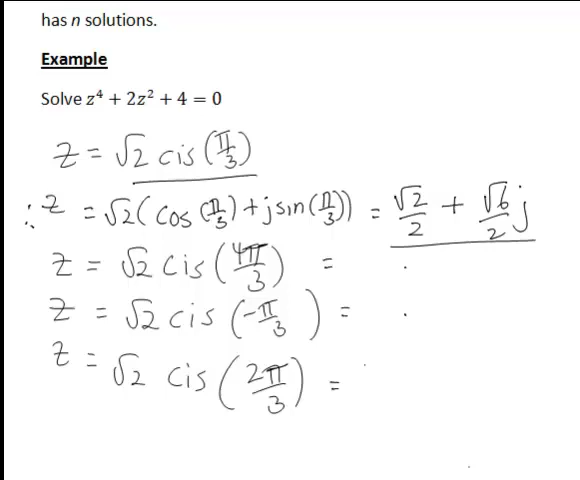 has n solutions.
Example
Solve z⁴ + 2z² + 4 = 0
z = √2 cis (π/3)
∴ z = √2 ( cos (π/3) + j sin (π/3)) = √2/2 + √6/2 j
z = √2 cis (4π/3) =
z = √2 cis (-π/3) =
z = √2 cis (2π/3) =